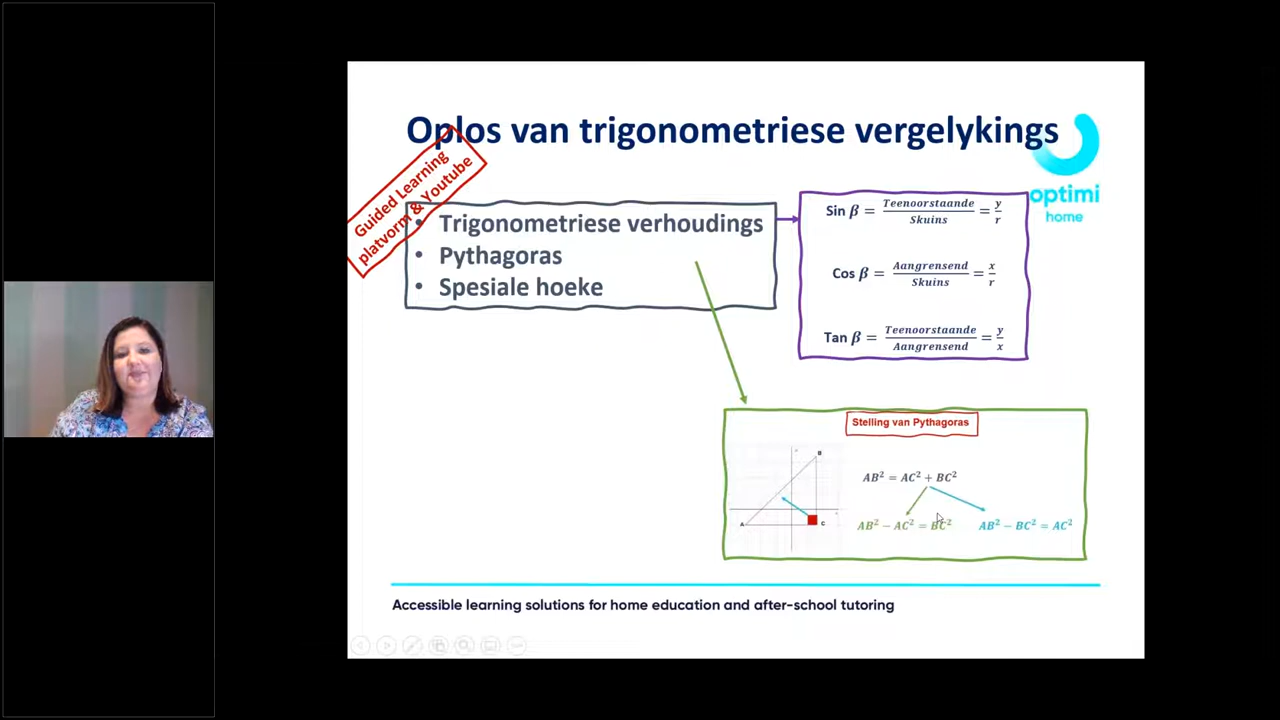 Oplos van trigonometriese vergelykings
Guided Learning
platvorm & Youtube
optimi
home
• Trigonometriese verhoudings
• Pythagoras
• Spesiale hoeke
Sin β = Teenoorstaande/Skuins = y/r
Cos β = Aangrensend/Skuins = x/r
Tan β = Teenoorstaande/Aangrensend = y/x
Stelling van Pythagoras
B
A
C
AB² = AC² + BC²
AB² − AC² = BC²
AB² − BC² = AC²
Accessible learning solutions for home education and after-school tutoring